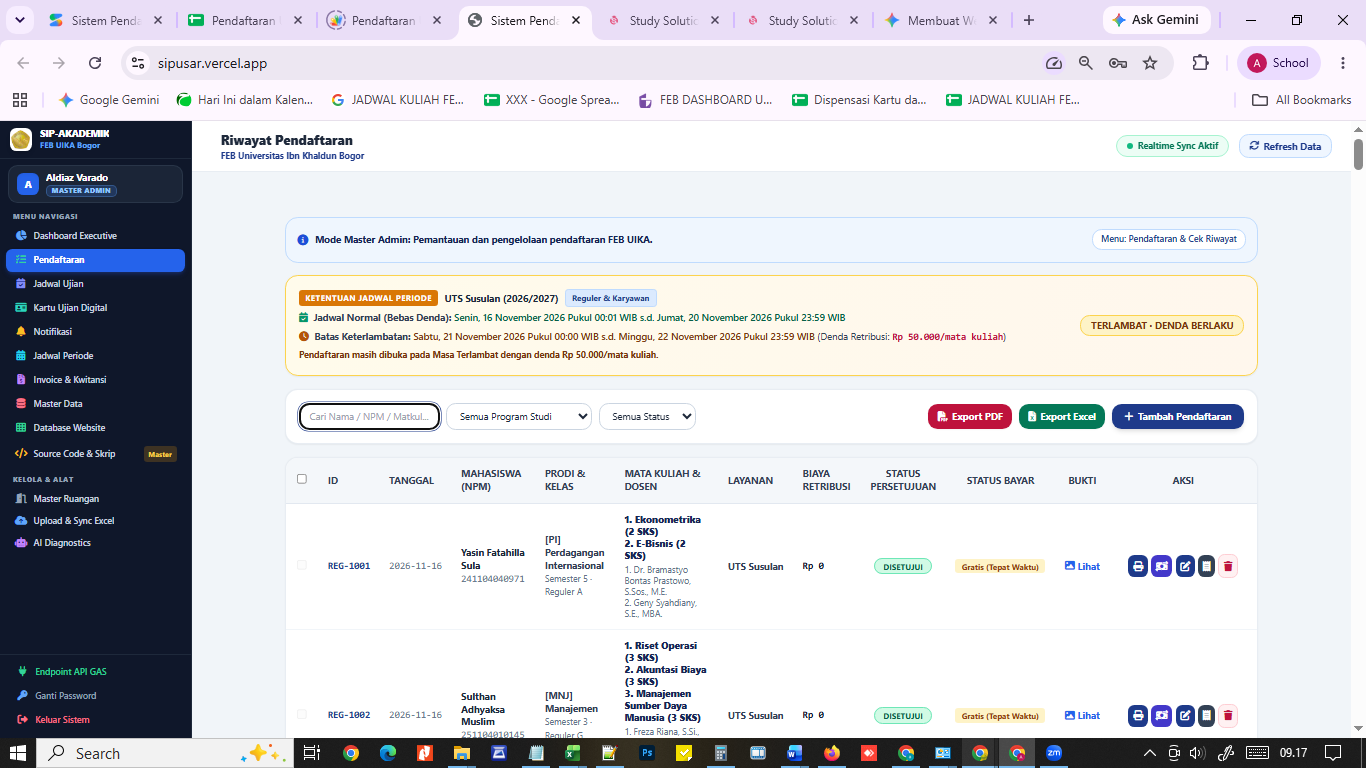 Sistem Penda
Pendaftaran
Pendaftaran
Sistem Penda
Study Solutic
Study Solutic
Membuat We
Ask Gemini
sipusar.vercel.app
A
School
Google Gemini
Hari Ini dalam Kalen...
JADWAL KULIAH FE...
XXX - Google Sprea...
FEB DASHBOARD U...
Dispensasi Kartu da...
JADWAL KULIAH FE...
All Bookmarks
SIP-AKADEMIK
FEB UIKA Bogor
A
Aldiaz Varado
MASTER ADMIN
MENU NAVIGASI
Dashboard Executive
Pendaftaran
Jadwal Ujian
Kartu Ujian Digital
Notifikasi
Jadwal Periode
Invoice & Kwitansi
Master Data
Database Website
Source Code & Skrip
Master
KELOLA & ALAT
Master Ruangan
Upload & Sync Excel
AI Diagnostics
Endpoint API GAS
Ganti Password
Keluar Sistem
Riwayat Pendaftaran
FEB Universitas Ibn Khaldun Bogor
Realtime Sync Aktif
Refresh Data
Mode Master Admin: Pemantauan dan pengelolaan pendaftaran FEB UIKA.
Menu: Pendaftaran & Cek Riwayat
KETENTUAN JADWAL PERIODE UTS Susulan (2026/2027) Reguler & Karyawan
Jadwal Normal (Bebas Denda): Senin, 16 November 2026 Pukul 00:01 WIB s.d. Jumat, 20 November 2026 Pukul 23:59 WIB
Batas Keterlambatan: Sabtu, 21 November 2026 Pukul 00:00 WIB s.d. Minggu, 22 November 2026 Pukul 23:59 WIB (Denda Retribusi: Rp 50.000/mata kuliah)
Pendaftaran masih dibuka pada Masa Terlambat dengan denda Rp 50.000/mata kuliah.
TERLAMBAT · DENDA BERLAKU
Cari Nama / NPM / Matkul...
Semua Program Studi
Semua Status
Export PDF
Export Excel
+ Tambah Pendaftaran
ID
TANGGAL
MAHASISWA
(NPM)
PRODI &
KELAS
MATA KULIAH &
DOSEN
LAYANAN
BIAYA
RETRIBUSI
STATUS
PERSETUJUAN
STATUS BAYAR
BUKTI
AKSI
REG-1001
2026-11-16
Yasin Fatahilla
Sula
241104040971
[PI]
Perdagangan
Internasional
Semester 5 -
Reguler A
1. Ekonometrika
(2 SKS)
2. E-Bisnis (2
SKS)
1. Dr. Bramastyo
Bontas Prastowo,
S.Sos., M.E.
2. Geny Syahdiany,
S.E., MBA.
UTS Susulan
Rp 0
DISETUJUI
Gratis (Tepat Waktu)
Lihat
REG-1002
2026-11-16
Sulthan
Adhyaksa
Muslim
251104010145
[MNJ]
Manajemen
Semester 3 -
Reguler G
1. Riset Operasi
(3 SKS)
2. Akuntasi Biaya
(3 SKS)
3. Manajemen
Sumber Daya
Manusia (3 SKS)
1. Freza Riana, S.Si.,
UTS Susulan
Rp 0
DISETUJUI
Gratis (Tepat Waktu)
Lihat
Search
09.17